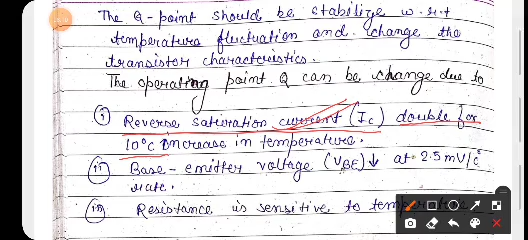 The Q-point should be stabilize w.r.t
temperature fluctuation and change the
transistor characteristics.
The operating point Q can be change due to
(i) Reverse saturation current (Ic) double for
10°C increase in temperature.
(ii) Base-emitter voltage (VBE)↓ at 2.5 mV/c°
rate.
(iii) Resistance is sensitive to temperature